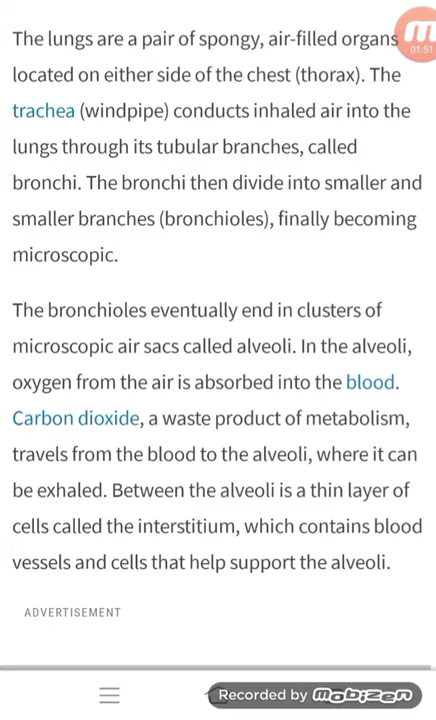 The lungs are a pair of spongy, air-filled organs
located on either side of the chest (thorax). The
trachea (windpipe) conducts inhaled air into the
lungs through its tubular branches, called
bronchi. The bronchi then divide into smaller and
smaller branches (bronchioles), finally becoming
microscopic.
The bronchioles eventually end in clusters of
microscopic air sacs called alveoli. In the alveoli,
oxygen from the air is absorbed into the blood.
Carbon dioxide, a waste product of metabolism,
travels from the blood to the alveoli, where it can
be exhaled. Between the alveoli is a thin layer of
cells called the interstitium, which contains blood
vessels and cells that help support the alveoli.
ADVERTISEMENT
01:51
Recorded by mobizen